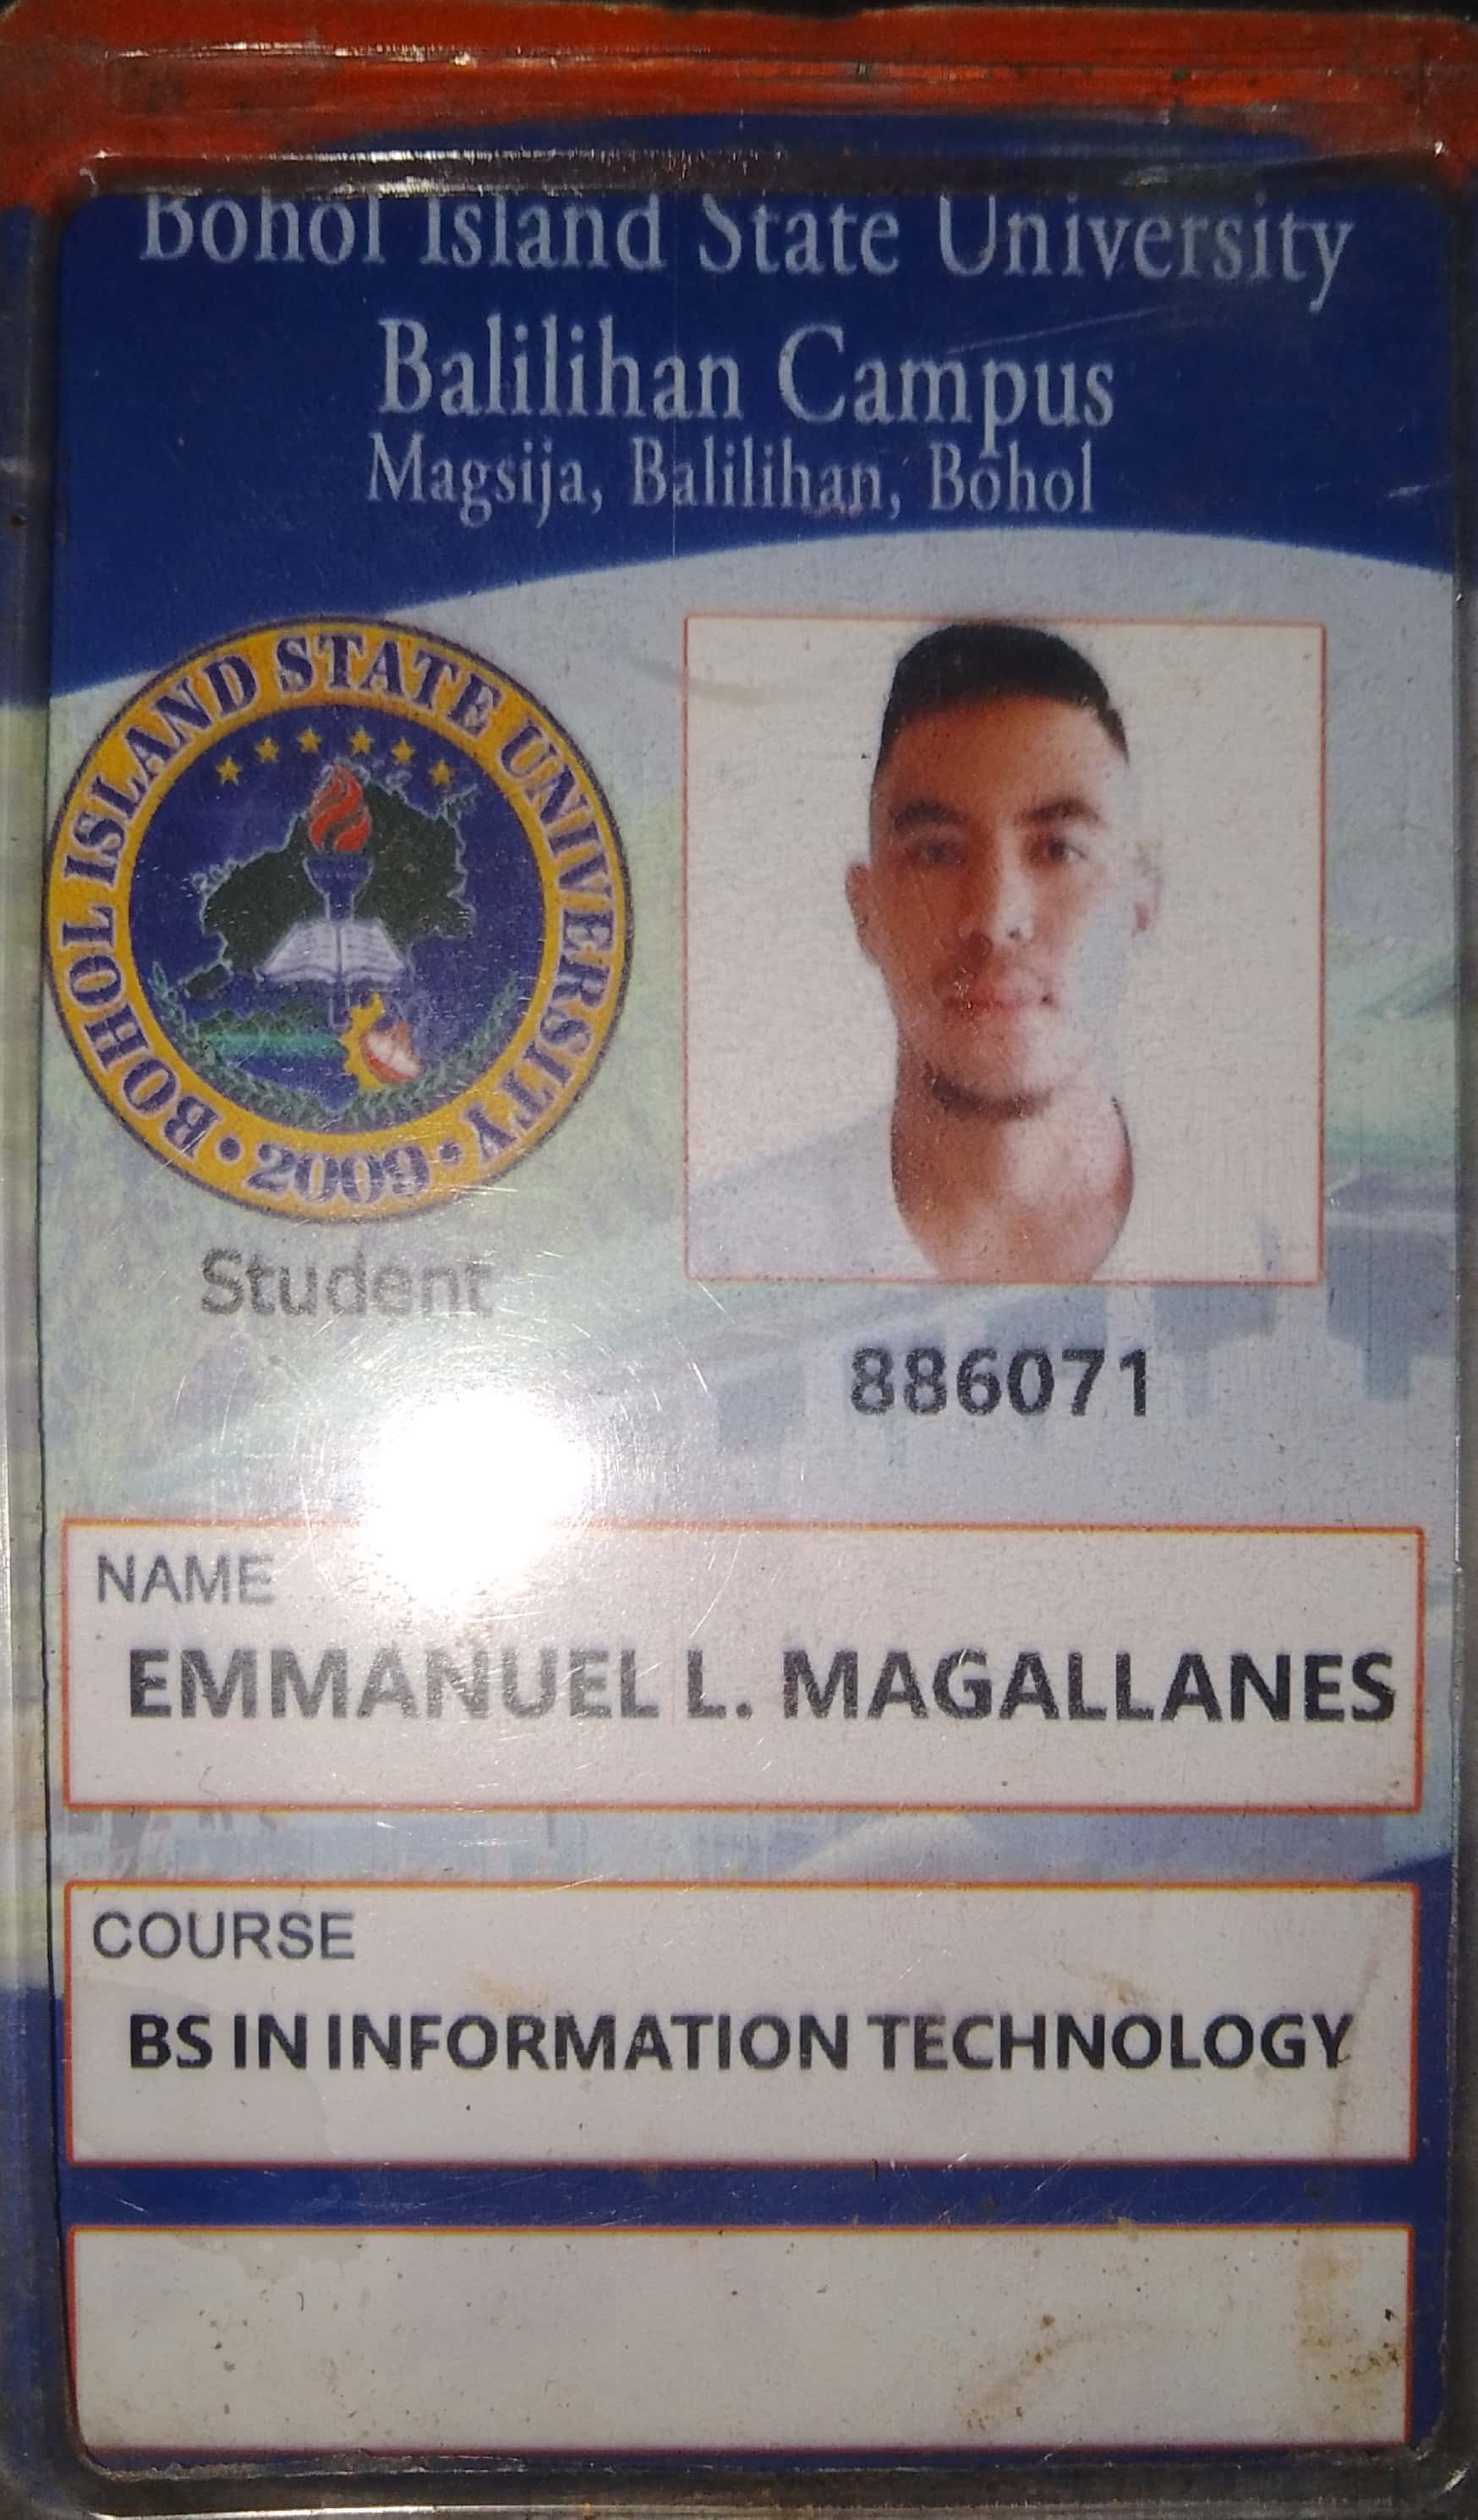 Bohol Island State University
Balilihan Campus
Magsija, Balilihan, Bohol
BOHOL ISLAND STATE UNIVERSITY
• 2009 •
Student
886071
NAME
EMMANUEL L. MAGALLANES
COURSE
BS IN INFORMATION TECHNOLOGY